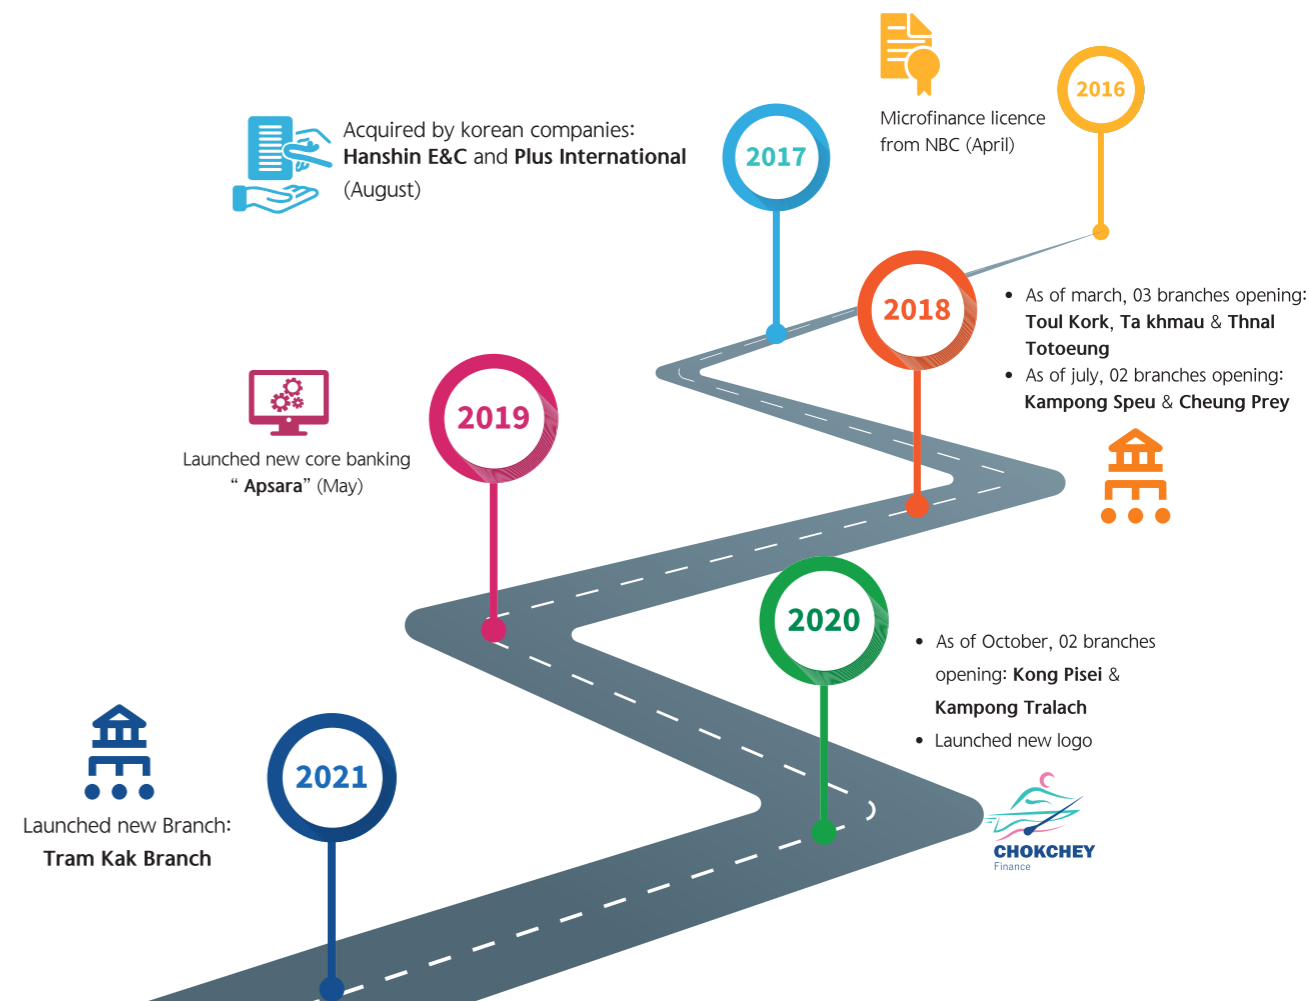 2016
Microfinance licence
from NBC (April)
2017
Acquired by korean companies:
Hanshin E&C and Plus International
(August)
2018
• As of march, 03 branches opening:
Toul Kork, Ta khmau & Thnal
Totoeung
• As of july, 02 branches opening:
Kampong Speu & Cheung Prey
2019
Launched new core banking
“ Apsara” (May)
2020
• As of October, 02 branches
opening: Kong Pisei &
Kampong Tralach
• Launched new logo
CHOKCHEY
Finance
2021
Launched new Branch:
Tram Kak Branch